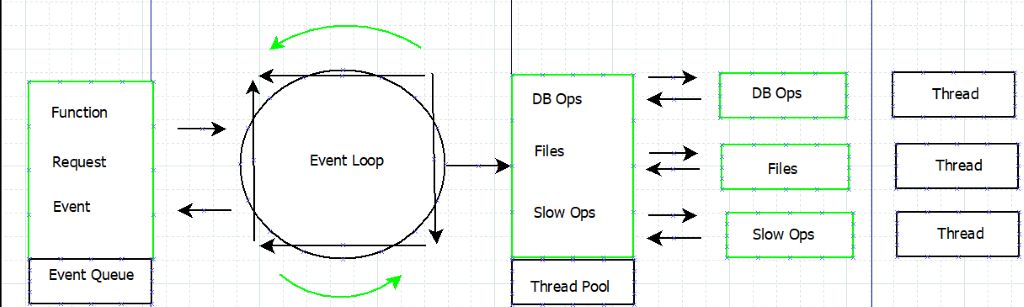 Function
Request
Event
Event Queue
Event Loop
DB Ops
Files
Slow Ops
Thread Pool
DB Ops
Files
Slow Ops
Thread
Thread
Thread